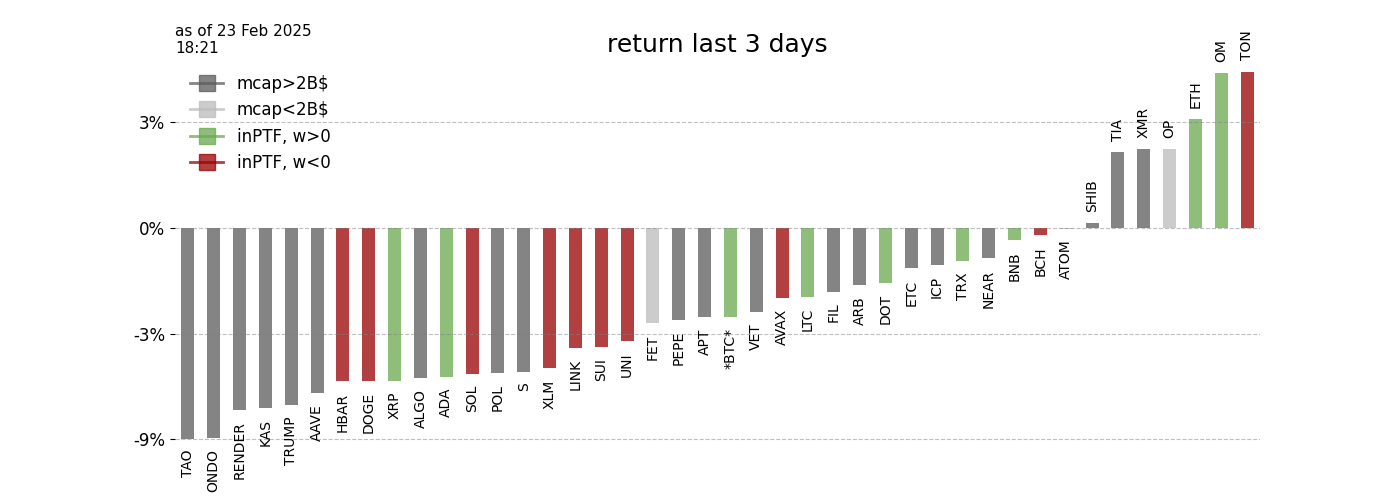 as of 23 Feb 2025
18:21
return last 3 days
mcap>2B$
mcap<2B$
inPTF, w>0
inPTF, w<0
3%
0%
-3%
-9%
TAO
ONDO
RENDER
KAS
TRUMP
AAVE
HBAR
DOGE
XRP
ALGO
ADA
SOL
POL
S
XLM
LINK
SUI
UNI
FET
PEPE
APT
*BTC*
VET
AVAX
LTC
FIL
ARB
DOT
ETC
ICP
TRX
NEAR
BNB
BCH
ATOM
SHIB
TIA
XMR
OP
ETH
OM
TON